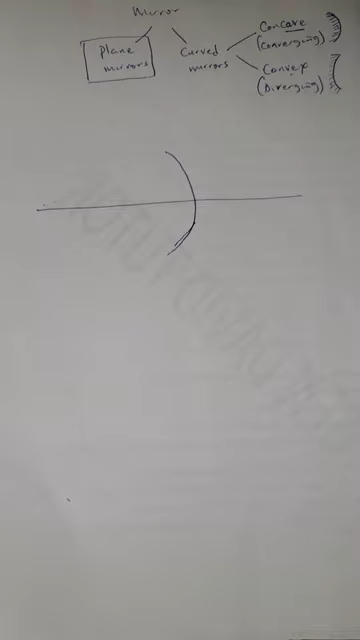 Mirror
Plane
mirrors
Curved
mirrors
Concave
(Converging)
Convex
(Diverging)